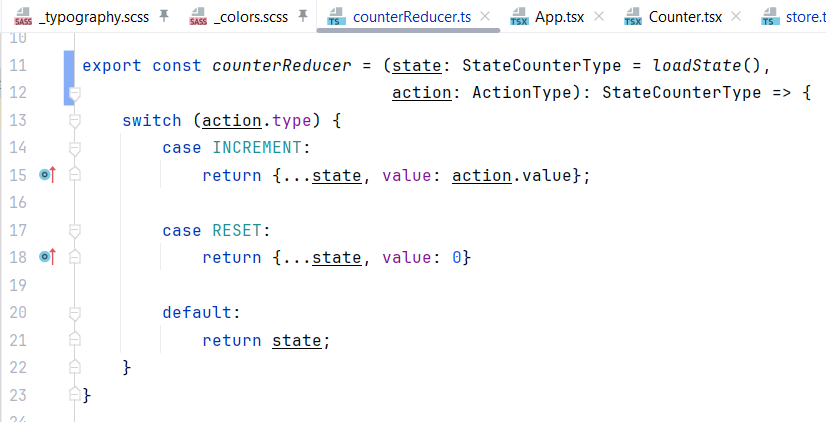 _typography.scss _colors.scss counterReducer.ts App.tsx Counter.tsx store.t
10
11 export const counterReducer = (state: StateCounterType = loadState(),
12 action: ActionType): StateCounterType => {
13 switch (action.type) {
14 case INCREMENT:
15 return {...state, value: action.value};
16
17 case RESET:
18 return {...state, value: 0}
19
20 default:
21 return state;
22 }
23 }
24